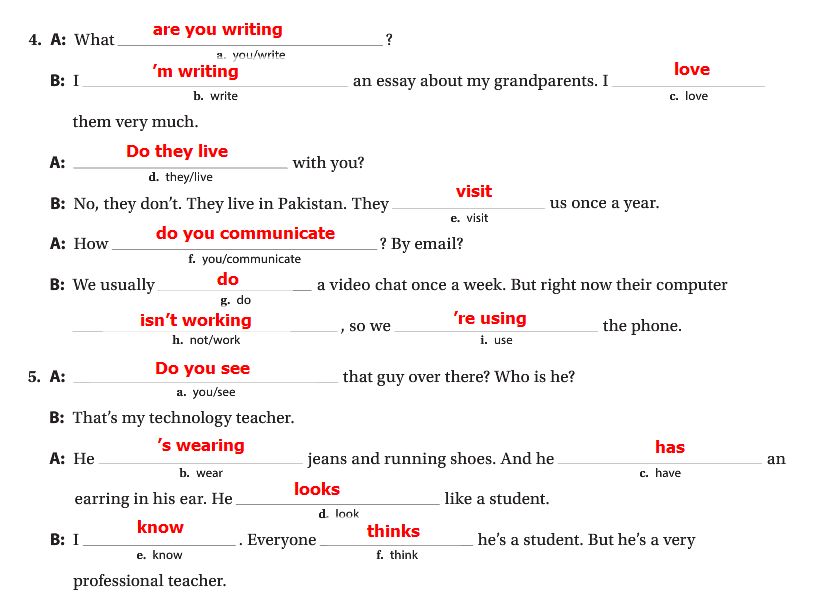 4. A: What are you writing ?
a. you/write
B: I ’m writing an essay about my grandparents. I love
b. write c. love
them very much.
A: Do they live with you?
d. they/live
B: No, they don’t. They live in Pakistan. They visit us once a year.
e. visit
A: How do you communicate ? By email?
f. you/communicate
B: We usually do a video chat once a week. But right now their computer
g. do
isn’t working , so we ’re using the phone.
h. not/work i. use
5. A: Do you see that guy over there? Who is he?
a. you/see
B: That’s my technology teacher.
A: He ’s wearing jeans and running shoes. And he has an
b. wear c. have
earring in his ear. He looks like a student.
d. look
B: I know . Everyone thinks he’s a student. But he’s a very
e. know f. think
professional teacher.